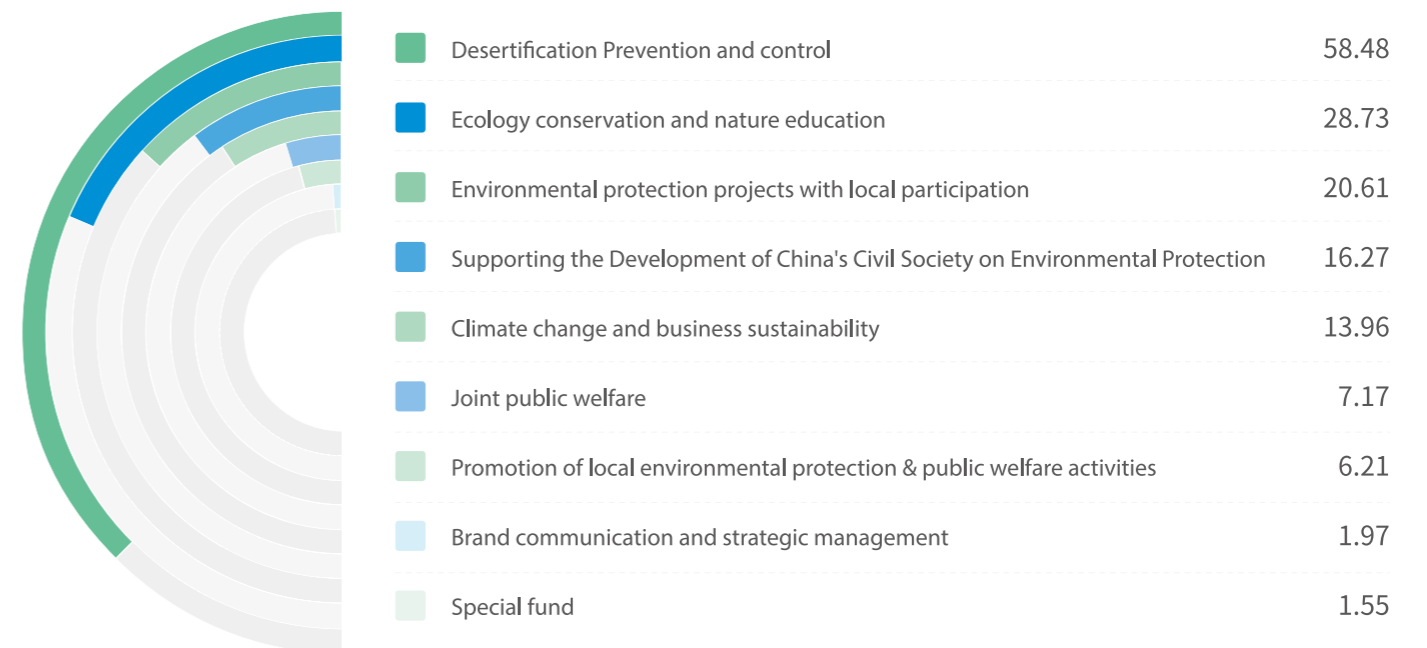 Desertification Prevention and control 58.48
Ecology conservation and nature education 28.73
Environmental protection projects with local participation 20.61
Supporting the Development of China's Civil Society on Environmental Protection 16.27
Climate change and business sustainability 13.96
Joint public welfare 7.17
Promotion of local environmental protection & public welfare activities 6.21
Brand communication and strategic management 1.97
Special fund 1.55